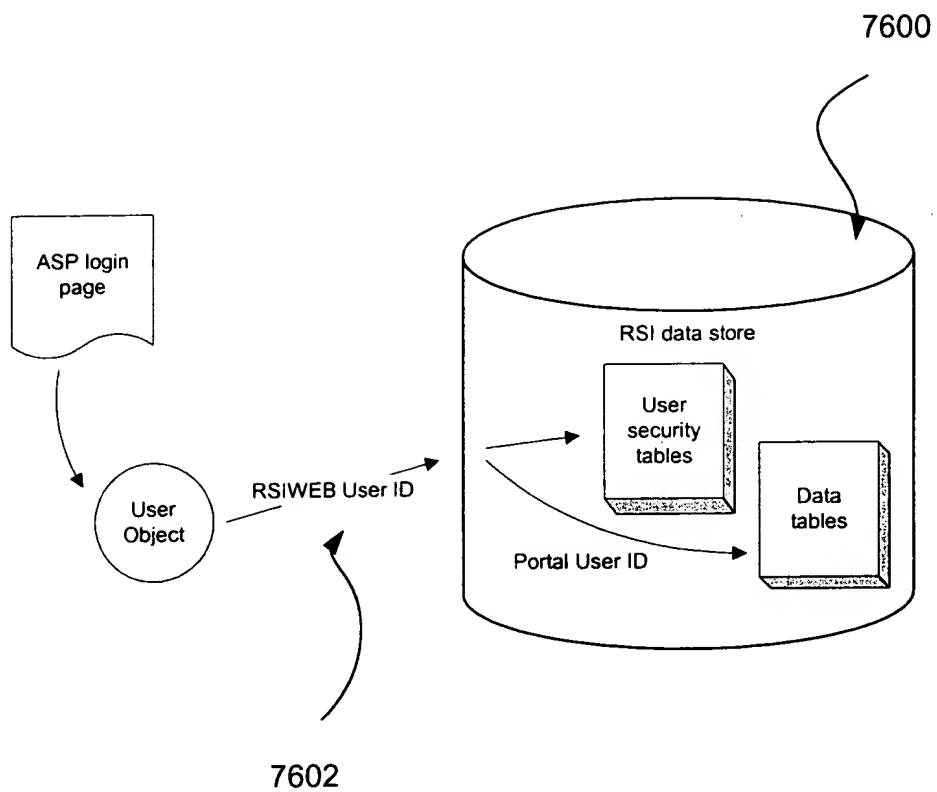 7600
ASP login
page
RSI data store
User
security
tables
Data
tables
RSIWEB User ID
User
Object
Portal User ID
7602